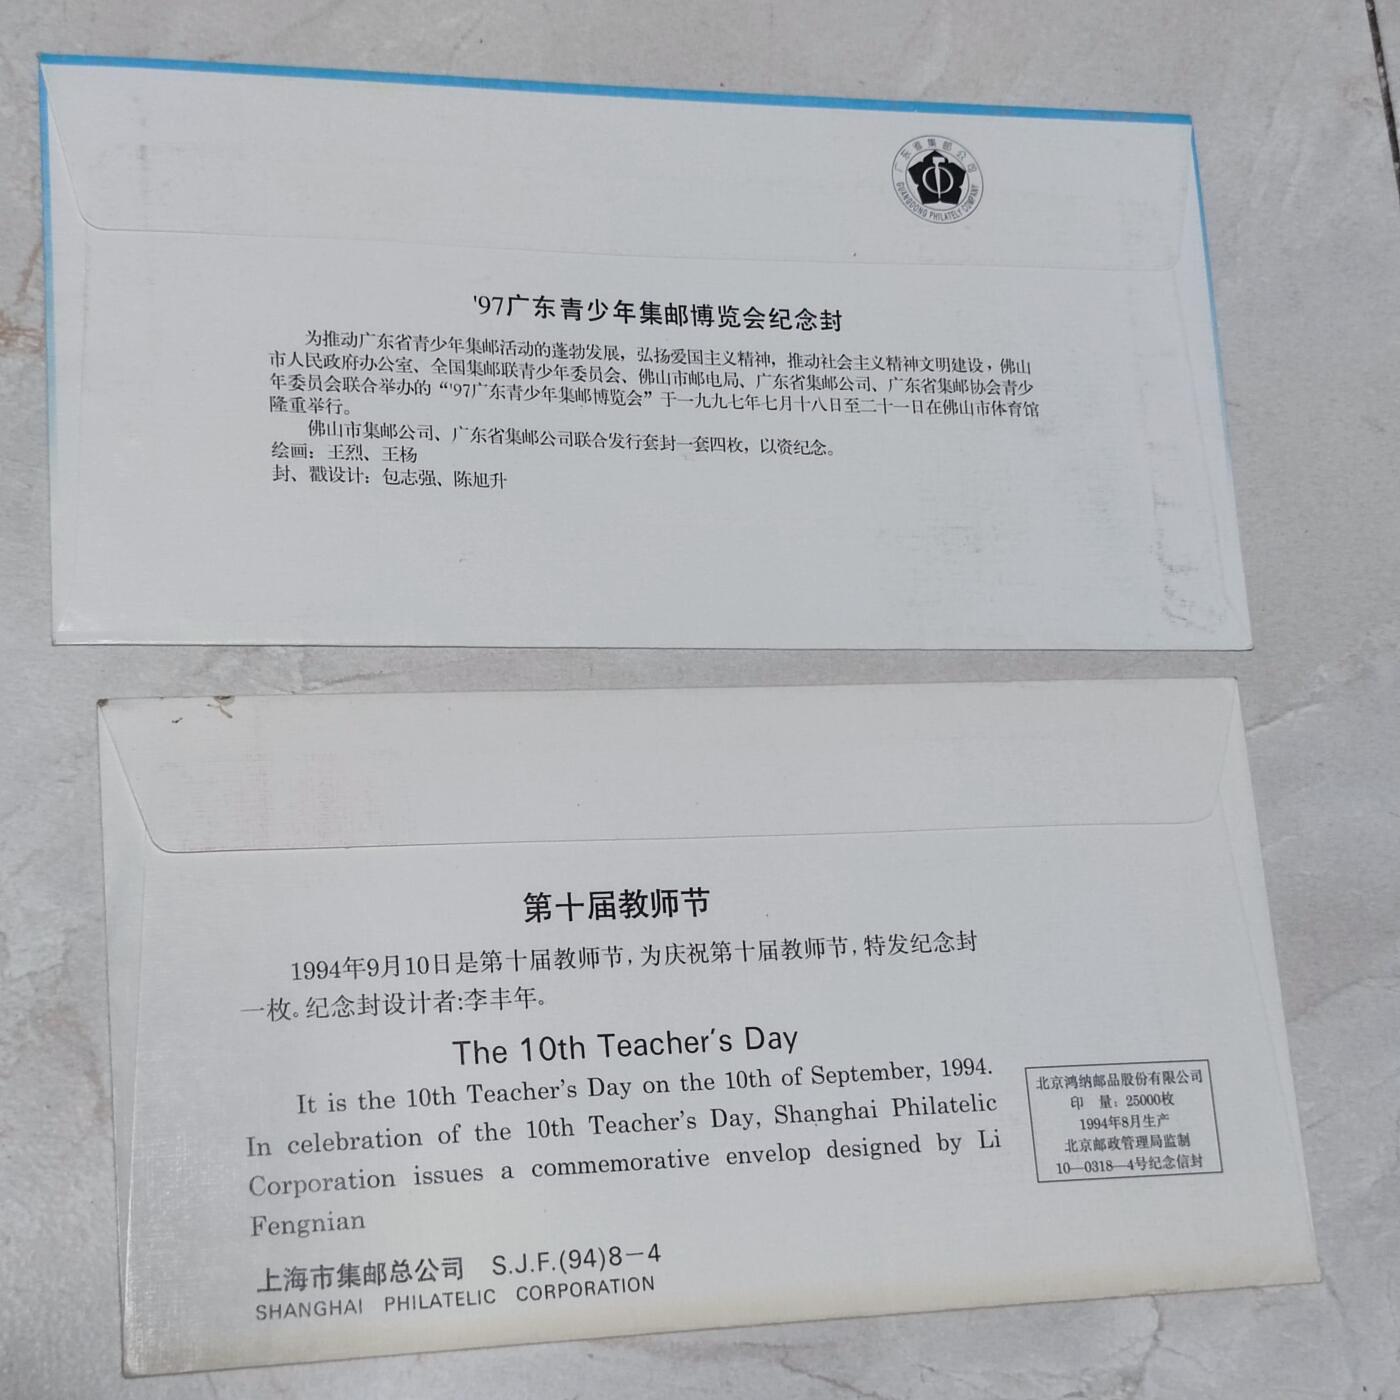 广东省集邮公司
GUANGDONG PHILATELY COMPANY
'97广东青少年集邮博览会纪念封
为推动广东省青少年集邮活动的蓬勃发展，弘扬爱国主义精神，推动社会主义精神文明建设，佛山
市人民政府办公室、全国集邮联青少年委员会、佛山市邮电局、广东省集邮公司、广东省集邮协会青少
年委员会联合举办的“'97广东青少年集邮博览会”于一九九七年七月十八日至二十一日在佛山市体育馆
隆重举行。
佛山市集邮公司、广东省集邮公司联合发行套封一套四枚，以资纪念。
绘画：王烈、王杨
封、戳设计：包志强、陈旭升
第十届教师节
1994年9月10日是第十届教师节,为庆祝第十届教师节,特发纪念封
一枚。纪念封设计者:李丰年。
The 10th Teacher's Day
It is the 10th Teacher's Day on the 10th of September, 1994.
In celebration of the 10th Teacher's Day, Shanghai Philatelic
Corporation issues a commemorative envelop designed by Li
Fengnian
上海市集邮总公司 S.J.F.(94)8-4
SHANGHAI PHILATELIC CORPORATION
北京鸿纳邮品股份有限公司
印 量：25000枚
1994年8月生产
北京邮政管理局监制
10—0318—4号纪念信封